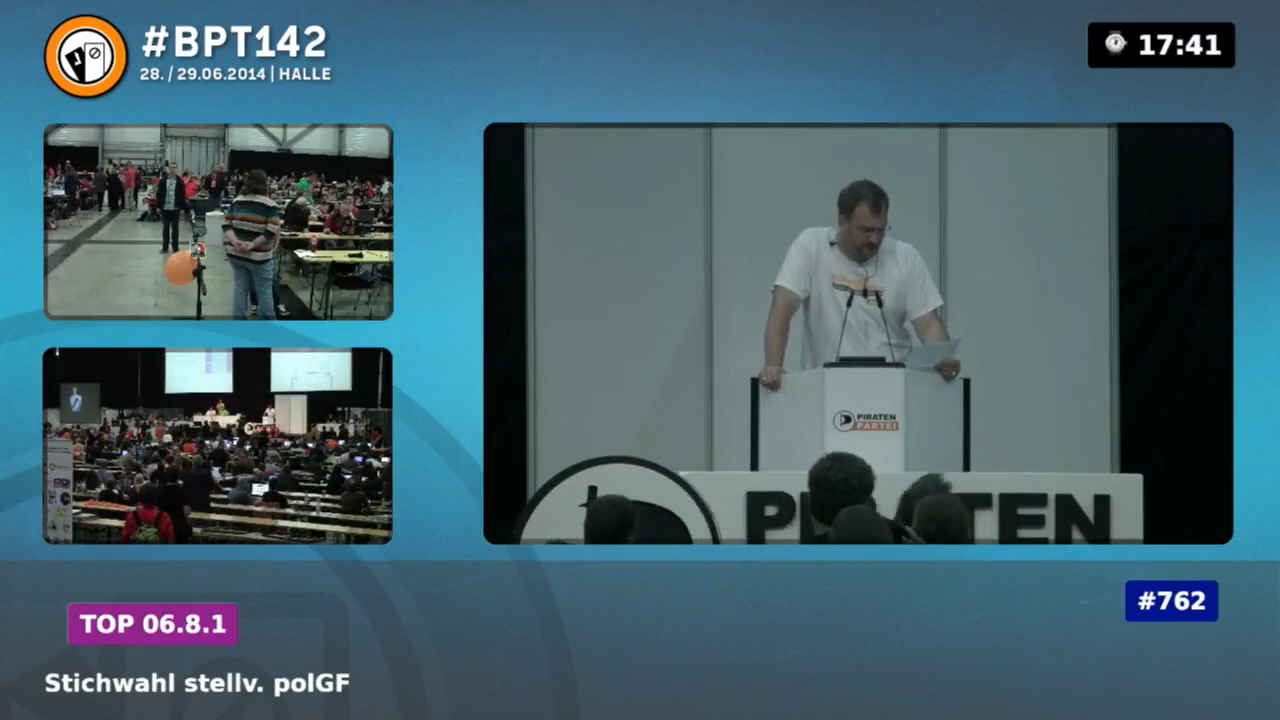 #BPT142
28. / 29.06.2014 | HALLE
17:41
PIRATEN
PARTEI
PIRATEN
TOP 06.8.1
#762
Stichwahl stellv. polGF